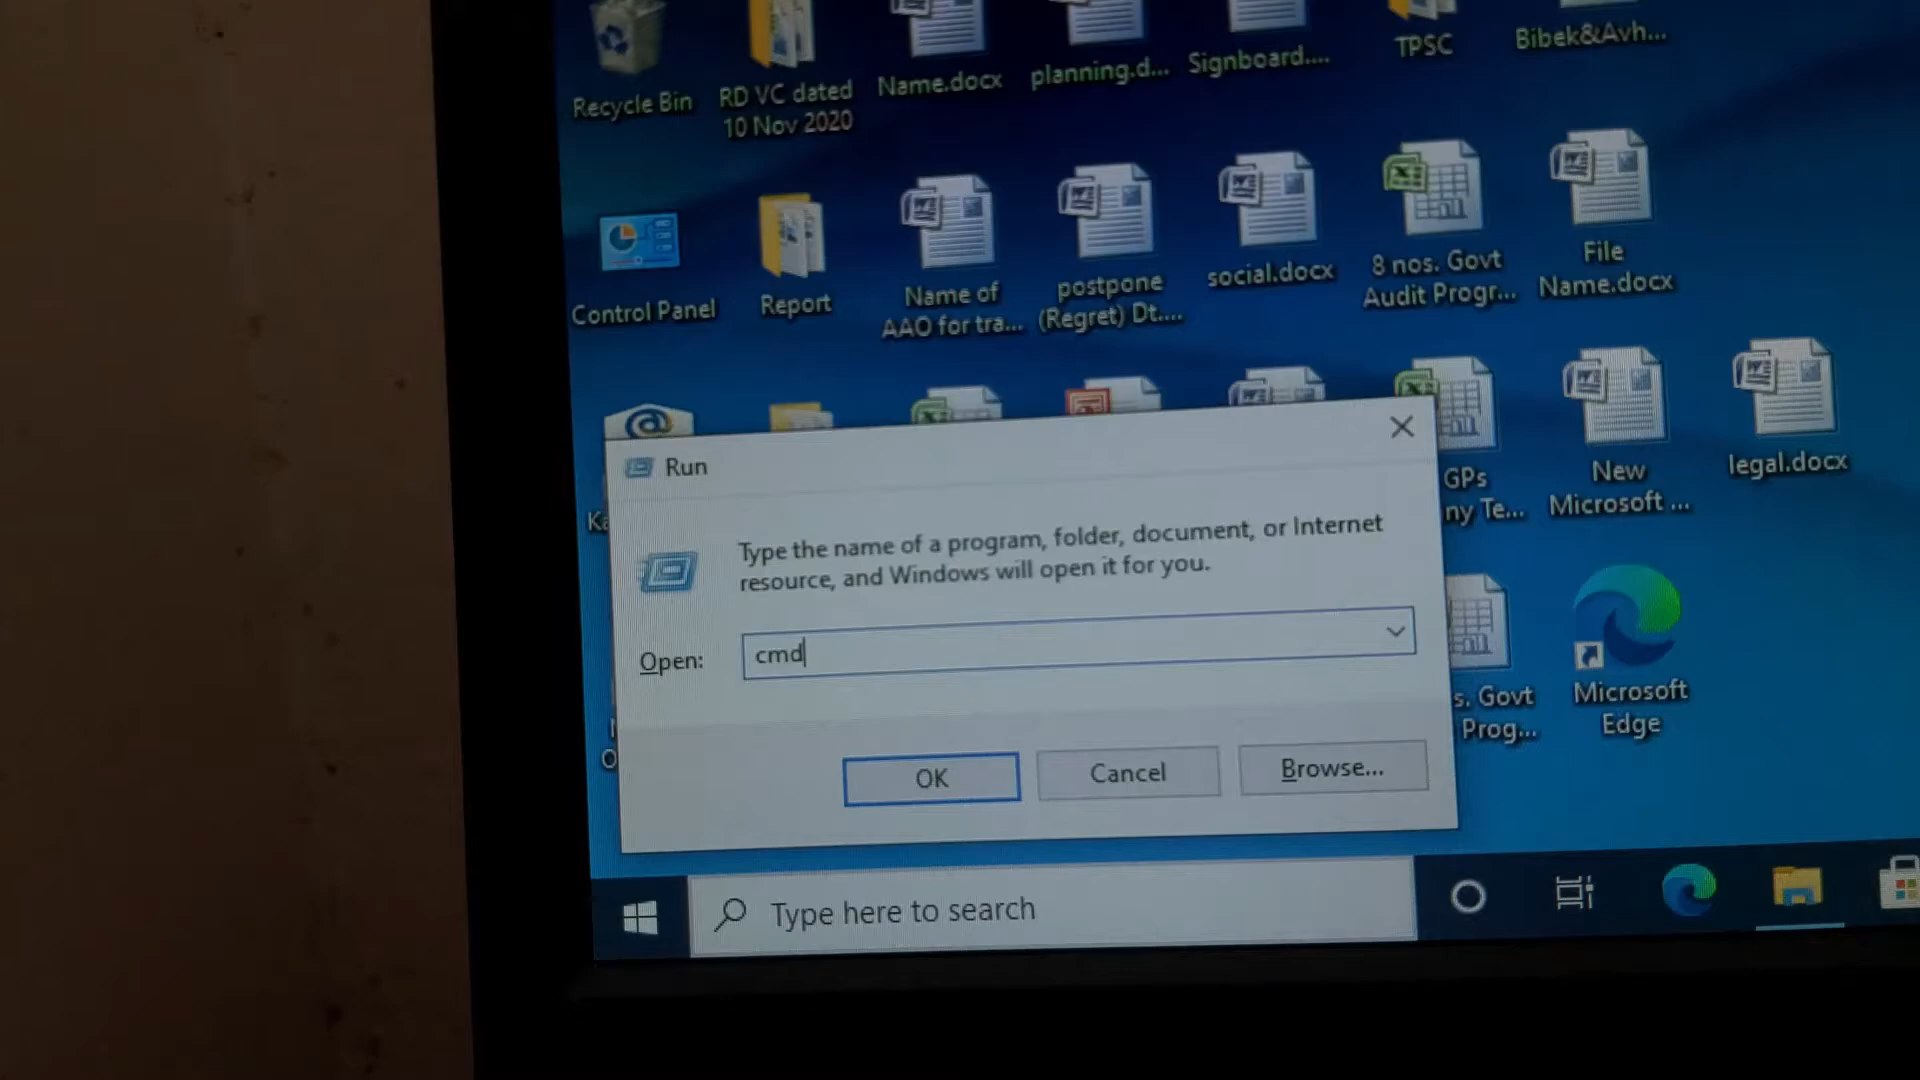 Recycle Bin
RD VC dated
10 Nov 2020
Name.docx
planning.d...
Signboard....
TPSC
Bibek&Avh...
Control Panel
Report
Name of
AAO for tra...
postpone
(Regret) Dt....
social.docx
8 nos. Govt
Audit Progr...
File
Name.docx
GPs
ny Te...
New
Microsoft ...
legal.docx
Run
Type the name of a program, folder, document, or Internet
resource, and Windows will open it for you.
Open:
cmd
OK
Cancel
Browse...
s. Govt
Prog...
Microsoft
Edge
Type here to search